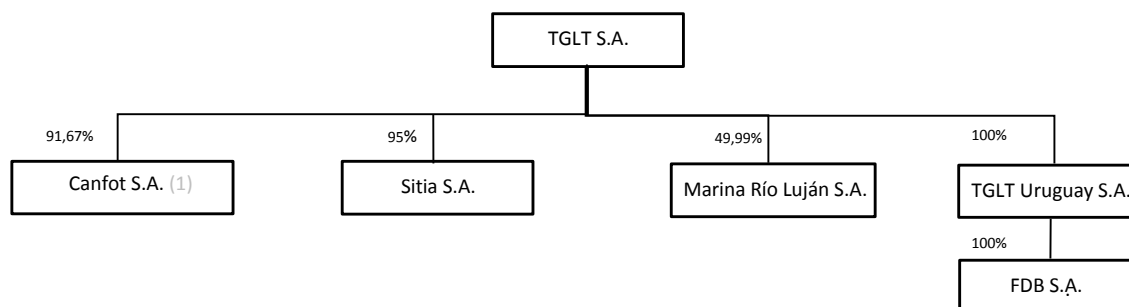 TGLT S.A.
91,67%
95%
49,99%
100%
Canfot S.A. (1)
Sitia S.A.
Marina Río Luján S.A.
TGLT Uruguay S.A.
100%
FDB S.A.